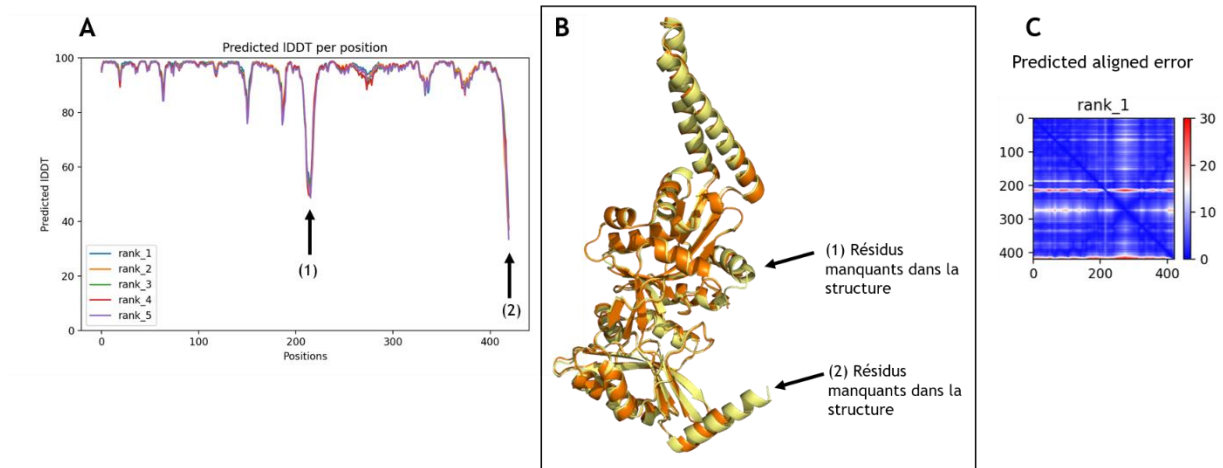 A
Predicted lDDT per position
Predicted lDDT
100
80
60
40
20
0
0
100
200
300
400
Positions
rank_1
rank_2
rank_3
rank_4
rank_5
(1)
(2)
B
(1) Résidus
manquants dans la
structure
(2) Résidus
manquants dans la
structure
C
Predicted aligned error
rank_1
0
100
200
300
400
0
200
400
30
20
10
0